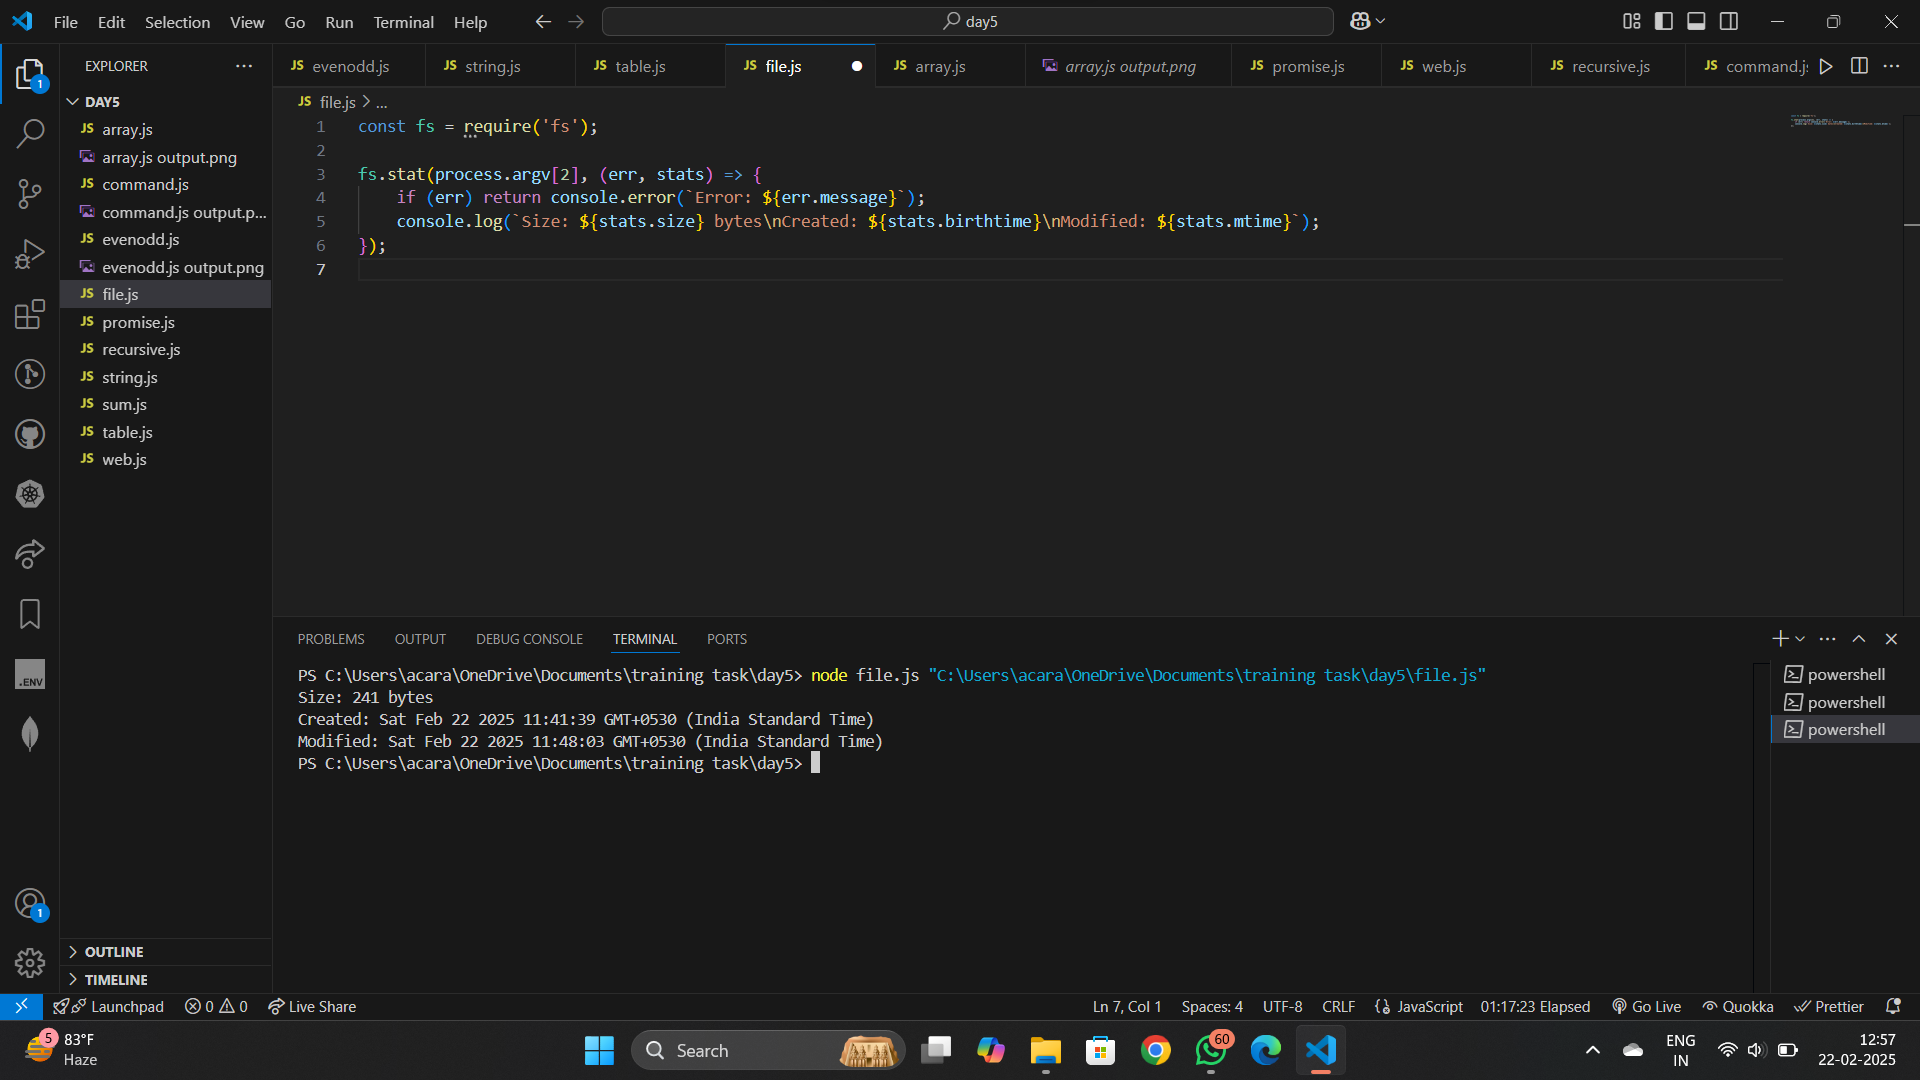 File Edit Selection View Go Run Terminal Help
day5
EXPLORER
JS evenodd.js
JS string.js
JS table.js
JS file.js
JS array.js
array.js output.png
JS promise.js
JS web.js
JS recursive.js
JS command.js
1
DAY5
JS array.js
array.js output.png
JS command.js
command.js output.p...
JS evenodd.js
evenodd.js output.png
JS file.js
JS promise.js
JS recursive.js
JS string.js
JS sum.js
JS table.js
JS web.js
.ENV
1
OUTLINE
TIMELINE
JS file.js > ...
1 const fs = require('fs');
2
3 fs.stat(process.argv[2], (err, stats) => {
4 if (err) return console.error(`Error: ${err.message}`);
5 console.log(`Size: ${stats.size} bytes\nCreated: ${stats.birthtime}\nModified: ${stats.mtime}`);
6 });
7
PROBLEMS OUTPUT DEBUG CONSOLE TERMINAL PORTS
PS C:\Users\acara\OneDrive\Documents\training task\day5> node file.js "C:\Users\acara\OneDrive\Documents\training task\day5\file.js"
Size: 241 bytes
Created: Sat Feb 22 2025 11:41:39 GMT+0530 (India Standard Time)
Modified: Sat Feb 22 2025 11:48:03 GMT+0530 (India Standard Time)
PS C:\Users\acara\OneDrive\Documents\training task\day5>
powershell
powershell
powershell
Launchpad 0 0 Live Share Ln 7, Col 1 Spaces: 4 UTF-8 CRLF JavaScript 01:17:23 Elapsed Go Live Quokka Prettier
5 83°F
Haze
Search
60
ENG
IN
12:57
22-02-2025